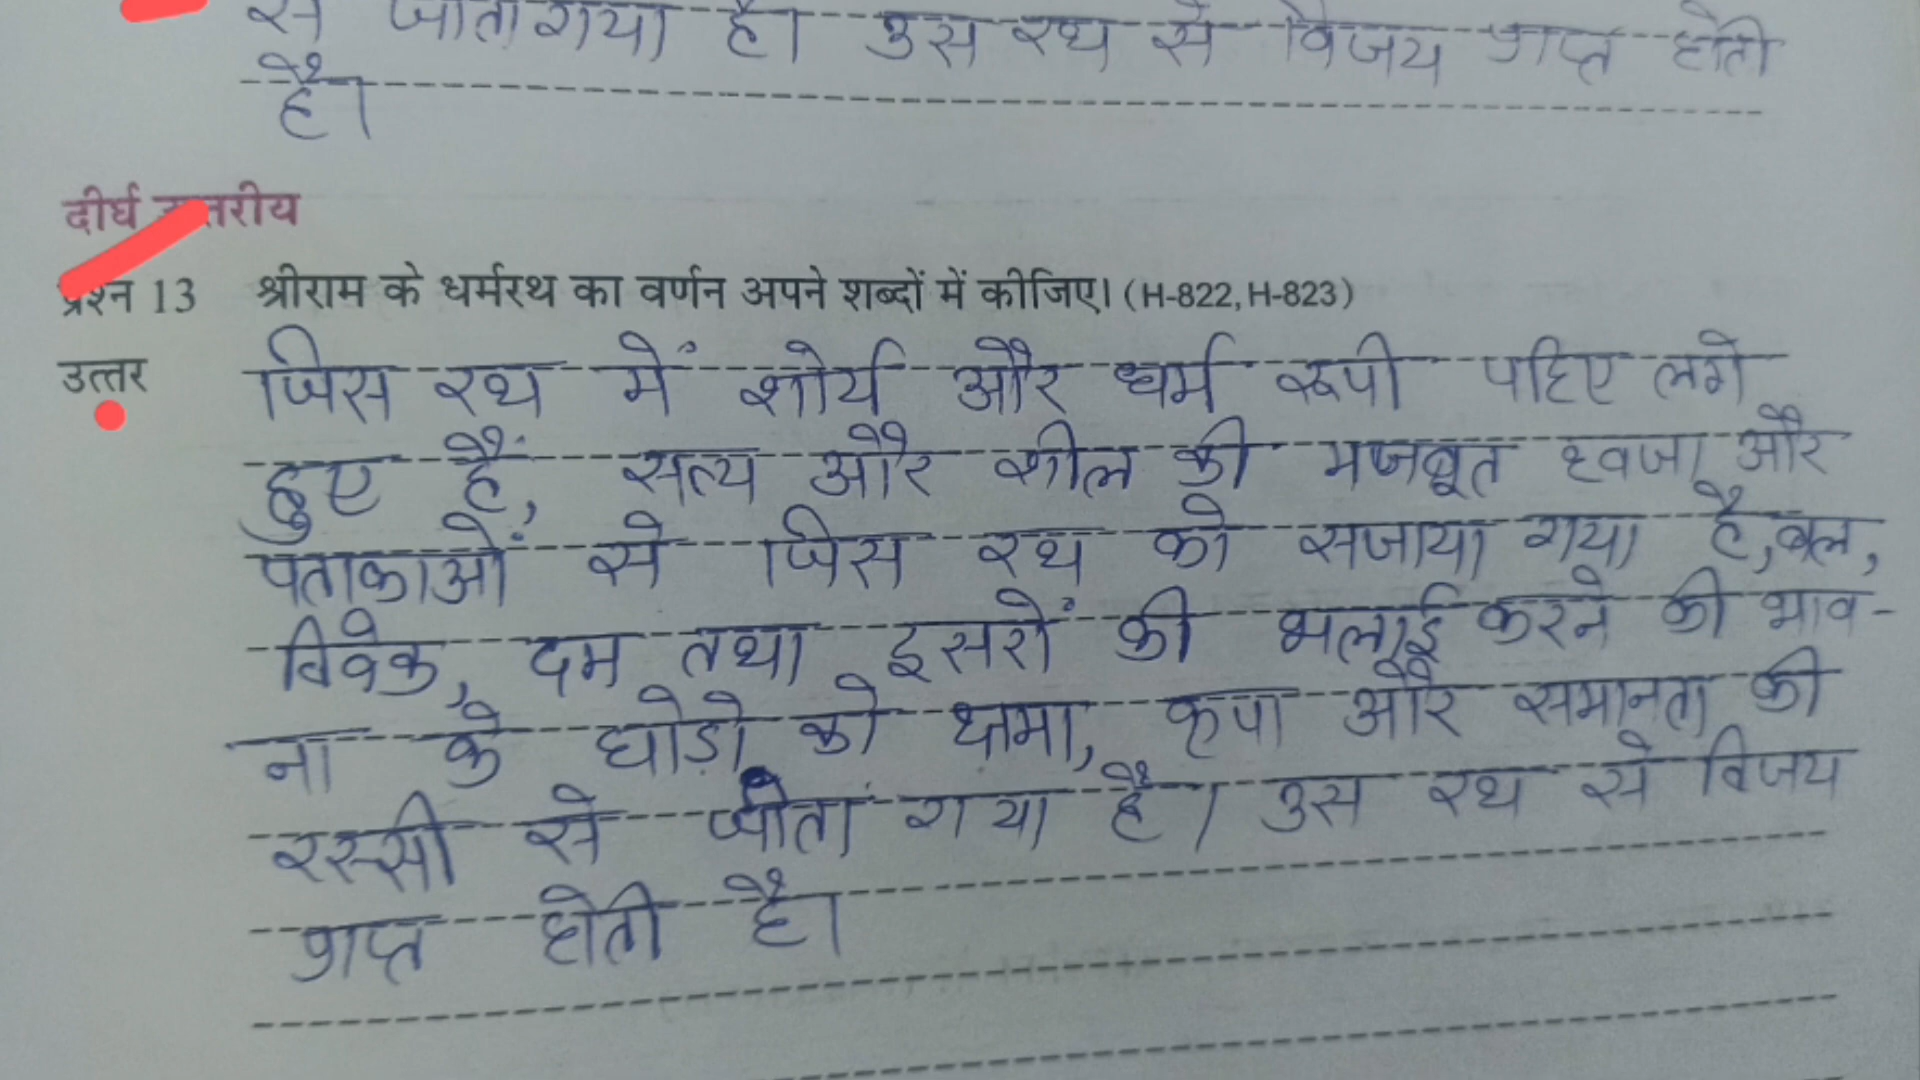 से जोता गया है। उस रथ से विजय प्राप्त होती
है।
दीर्घ उत्तरीय
प्रश्न 13 श्रीराम के धर्मरथ का वर्णन अपने शब्दों में कीजिए। (H-822, H-823)
उत्तर जिस रथ में शोर्य और धर्म रूपी पहिए लगे
हुए हैं, सत्य और शील की मजबूत ध्वजा और
पताकाओं से जिस रथ को सजाया गया है, बल,
विवेक, दम तथा दूसरों की भलाई करने की भाव-
ना के घोड़ो को क्षमा, कृपा और समानता की
रस्सी से जोता गया है। उस रथ से विजय
प्राप्त होती है।